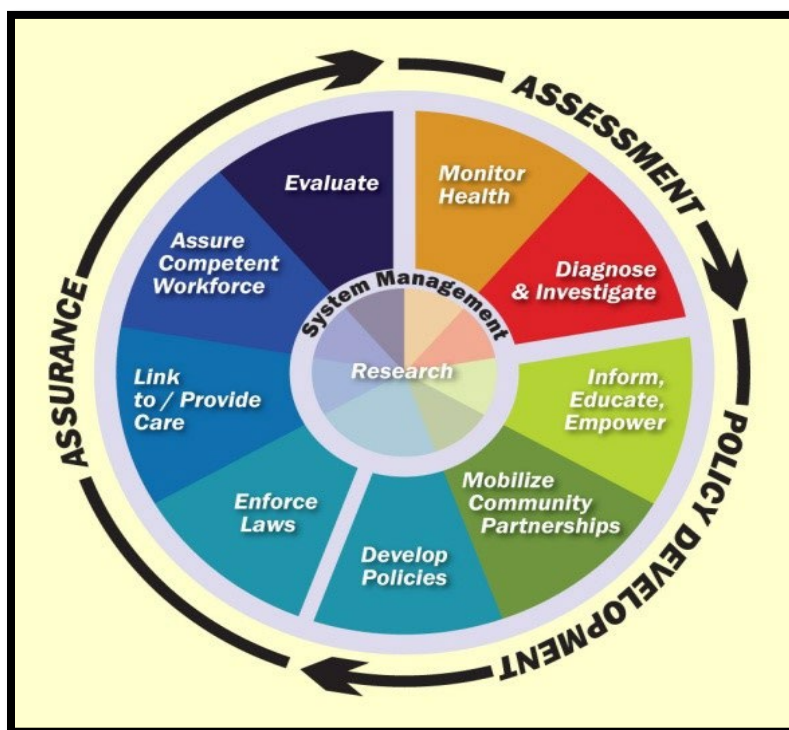 ASSESSMENT
POLICY DEVELOPMENT
ASSURANCE
Monitor
Health
Diagnose
& Investigate
Inform,
Educate,
Empower
Mobilize
Community
Partnerships
Develop
Policies
Enforce
Laws
Link
to / Provide
Care
Assure
Competent
Workforce
Evaluate
System Management
Research